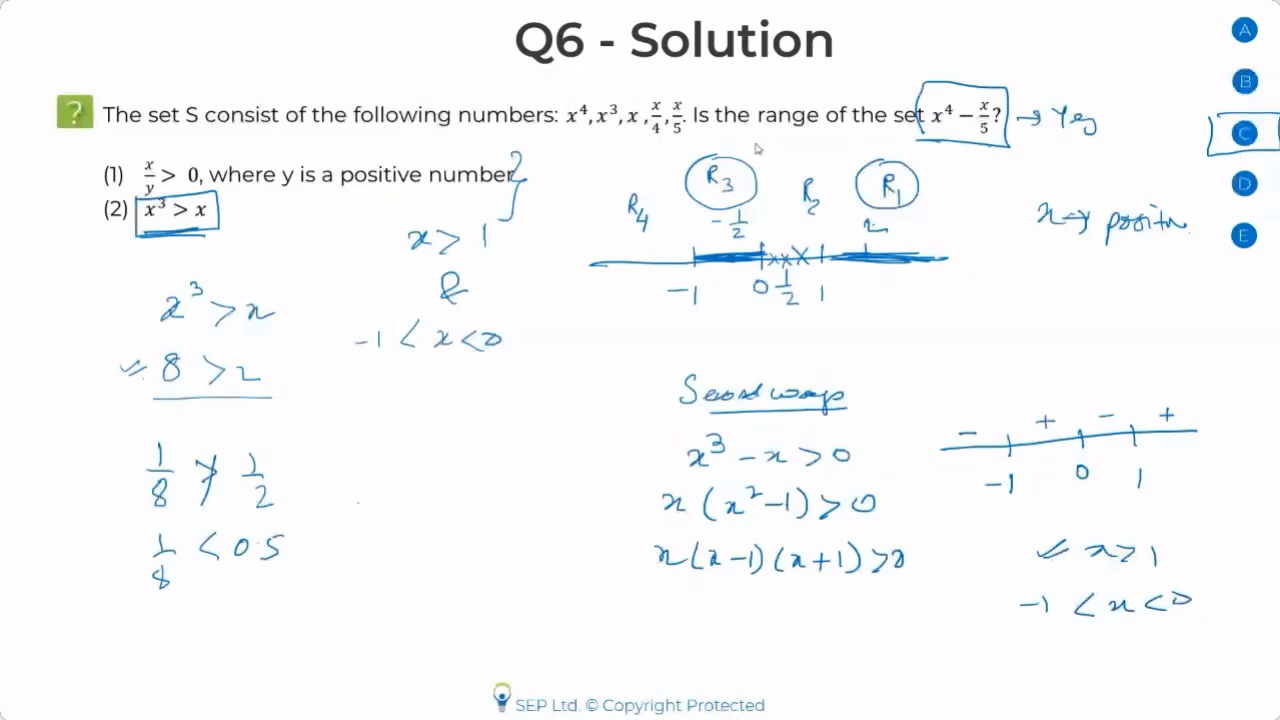 Q6 - Solution
A
B
C
D
E
? The set S consist of the following numbers: x⁴, x³, x, x/4, x/5. Is the range of the set x⁴ − x/5? → Yes
(1) x/y > 0, where y is a positive number
(2) x³ > x
R4 R3 R2 R1
-1/2 2
-1 0 1/2 1
x → positive
x > 1
&
-1 < x < 0
x³ > x
8 > 2
1/8 ≯ 1/2
1/8 < 0.5
Second way
x³ - x > 0
x (x² - 1) > 0
x (x - 1) (x + 1) > 0
- + - +
-1 0 1
x > 1
-1 < x < 0
SEP Ltd. © Copyright Protected